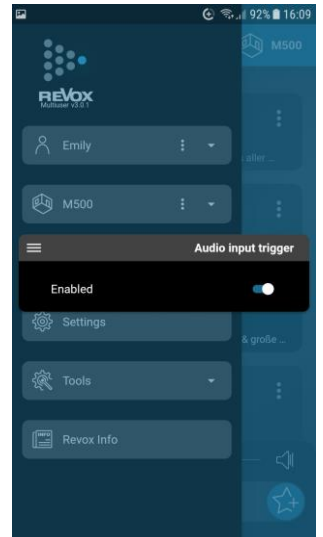 92% 16:09
REVOX
Multiuser v3.0.1
M500
Emily
aller ...
M500
Audio input trigger
Enabled
Settings
& große ...
Tools
INFO
Revox Info